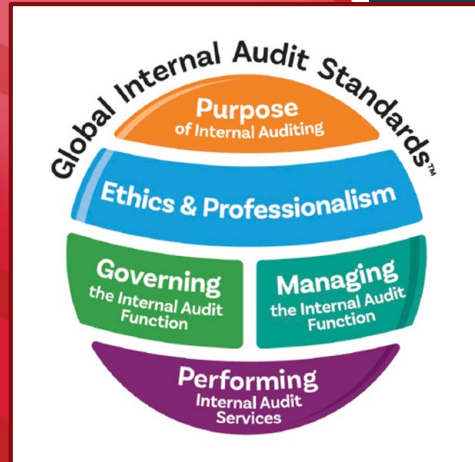 Global Internal Audit Standards™
Purpose
of Internal Auditing
Ethics & Professionalism
Governing
the Internal Audit
Function
Managing
the Internal Audit
Function
Performing
Internal Audit
Services